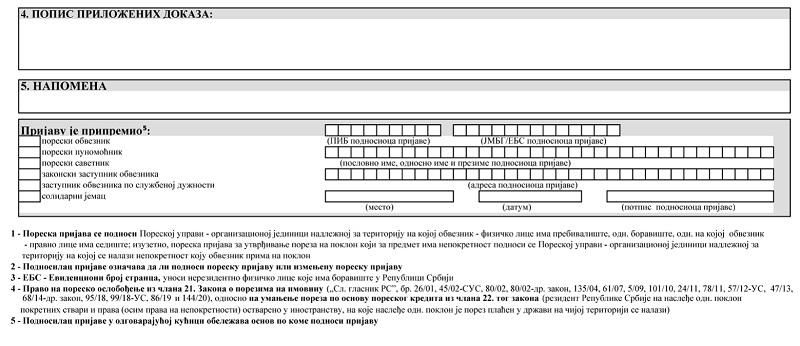 4. ПОПИС ПРИЛОЖЕНИХ ДОКАЗА:
5. НАПОМЕНА
Пријаву је припремио⁵:
порески обвезник (ПИБ подносиоца пријаве) (ЈМБГ/ЕБС подносиоца пријаве)
порески пуномоћник
порески саветник (пословно име, односно име и презиме подносиоца пријаве)
законски заступник обвезника
заступник обвезника по службеној дужности (адреса подносиоца пријаве)
солидарни јемац
(место) (датум) (потпис подносиоца пријаве)
1 - Пореска пријава се подноси Пореској управи - организационој јединици надлежној за територију на којој обвезник - физичко лице има пребивалиште, одн. боравиште, одн. на којој обвезник
- правно лице има седиште; изузетно, пореска пријава за утврђивање пореза на поклон који за предмет има непокретност подноси се Пореској управи - организационој јединици надлежној за
територију на којој се налази непокретност коју обвезник прима на поклон
2 - Подносилац пријаве означава да ли подноси пореску пријаву или измењену пореску пријаву
3 - ЕБС - Евиденциони број странца, уноси нерезидентно физичко лице које има боравиште у Републици Србији
4 - Право на пореско ослобођење из члана 21. Закона о порезима на имовину („Сл. гласник РС”, бр. 26/01, 45/02-СУС, 80/02, 80/02-др. закон, 135/04, 61/07, 5/09, 101/10, 24/11, 78/11, 57/12-УС, 47/13,
68/14-др. закон, 95/18, 99/18-УС, 86/19 и 144/20), односно на умањење пореза по основу пореског кредита из члана 22. тог закона (резидент Републике Србије на наслеђе одн. поклон
покретних ствари и права (осим права на непокретности) остварено у иностранству, на које наслеђе одн. поклон је порез плаћен у држави на чијој територији се налази)
5 - Подносилац пријаве у одговарајућој кућици обележава основ по коме подноси пријаву